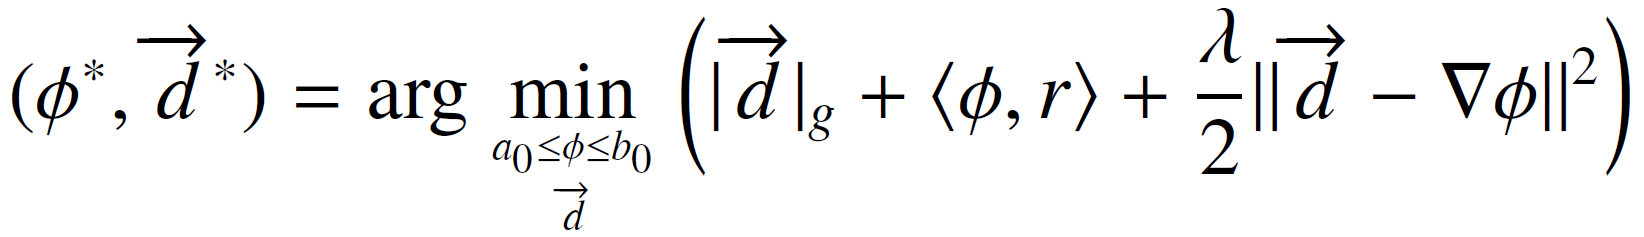 (ϕ*, d⃗*) = arg min_{a₀≤ϕ≤b₀, d⃗} ( |d⃗|_g + ⟨ϕ, r⟩ + λ/2 ||d⃗ − ∇ϕ||² )